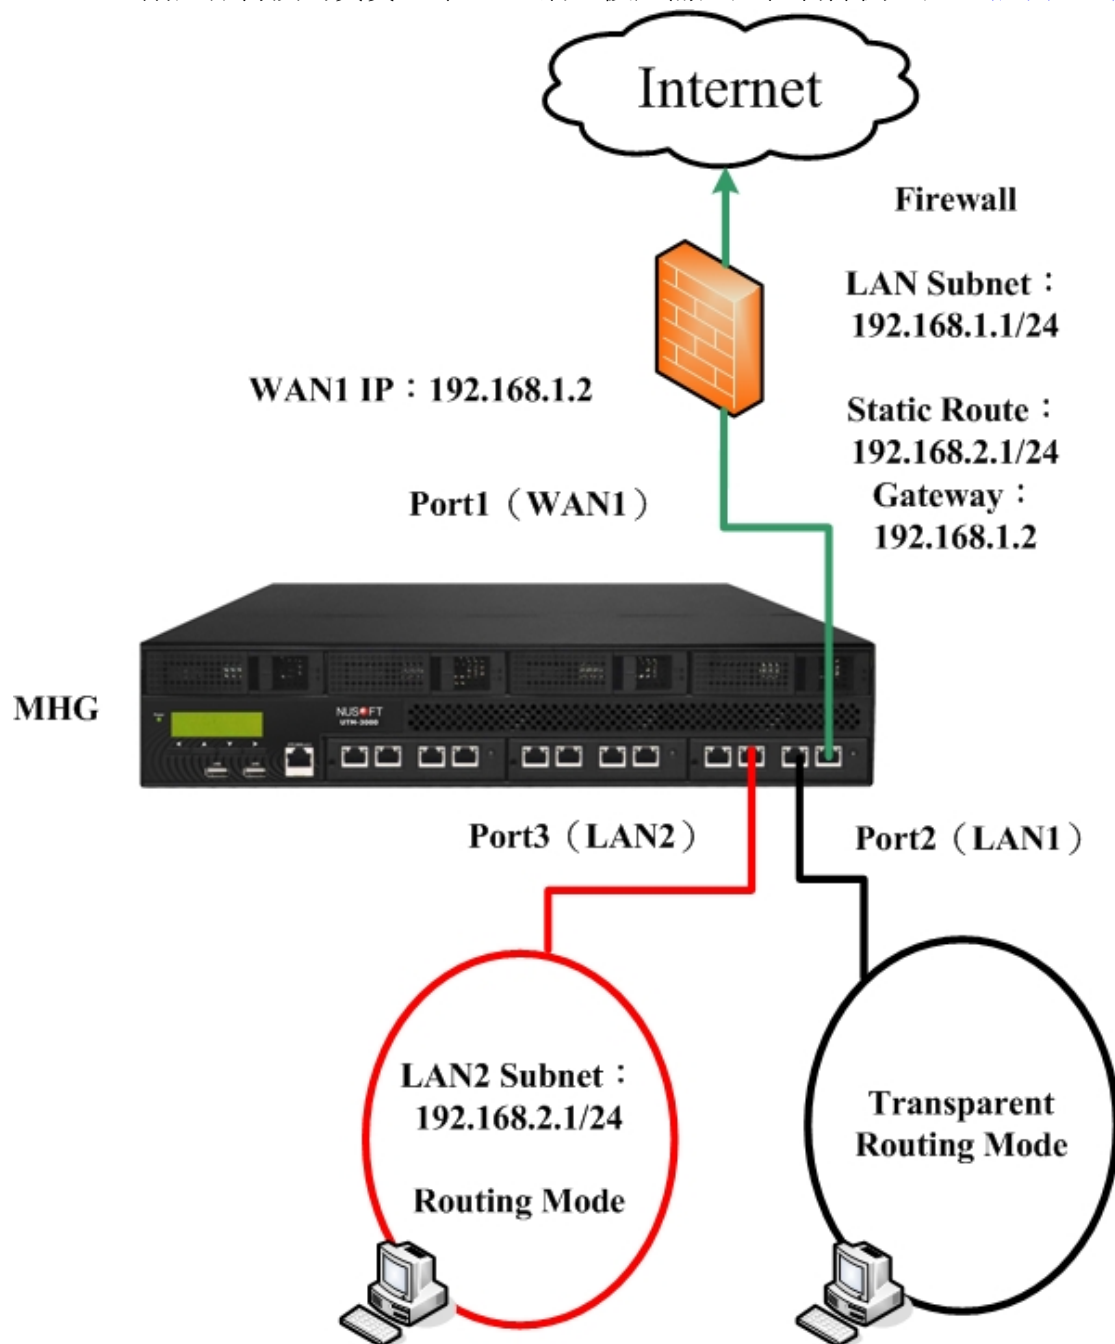 Internet
Firewall
LAN Subnet：
192.168.1.1/24
WAN1 IP：192.168.1.2
Static Route：
192.168.2.1/24
Gateway：
192.168.1.2
Port1（WAN1）
MHG
NUSOFT
UTM-3000
Port3（LAN2）
Port2（LAN1）
LAN2 Subnet：
192.168.2.1/24
Routing Mode
Transparent
Routing Mode